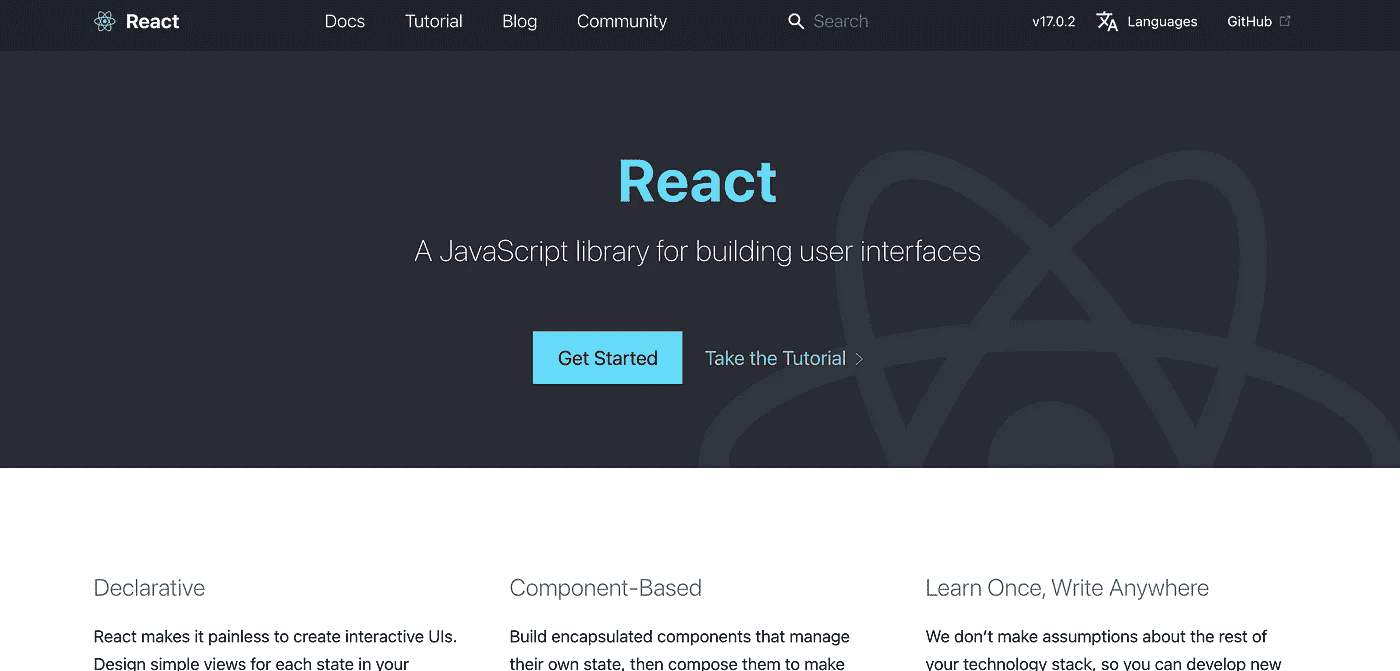 React
Docs
Tutorial
Blog
Community
Search
v17.0.2
Languages
GitHub
React
A JavaScript library for building user interfaces
Get Started
Take the Tutorial
Declarative
React makes it painless to create interactive UIs.
Design simple views for each state in your
Component-Based
Build encapsulated components that manage
their own state, then compose them to make
Learn Once, Write Anywhere
We don’t make assumptions about the rest of
your technology stack, so you can develop new